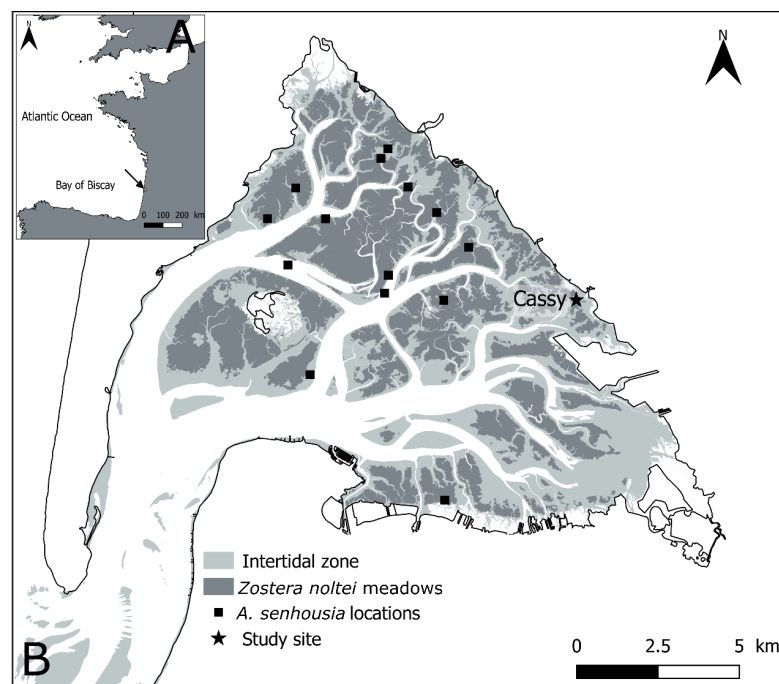 A
N
Atlantic Ocean
Bay of Biscay
0 100 200 km
N
Cassy
Intertidal zone
Zostera noltei meadows
A. senhousia locations
Study site
B
0 2.5 5 km